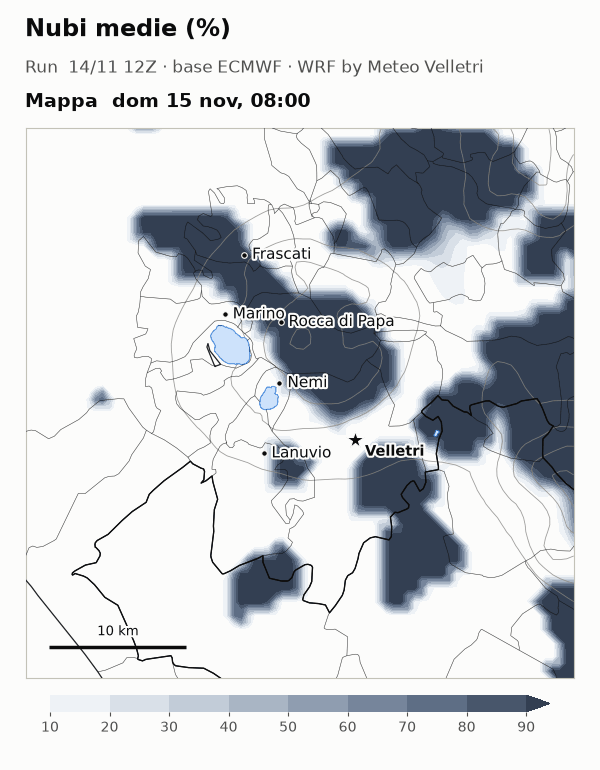 Nubi medie (%)
Run 14/11 12Z · base ECMWF · WRF by Meteo Velletri
Mappa dom 15 nov, 08:00
Frascati
Marino
Rocca di Papa
Nemi
Velletri
Lanuvio
10 km
10 20 30 40 50 60 70 80 90